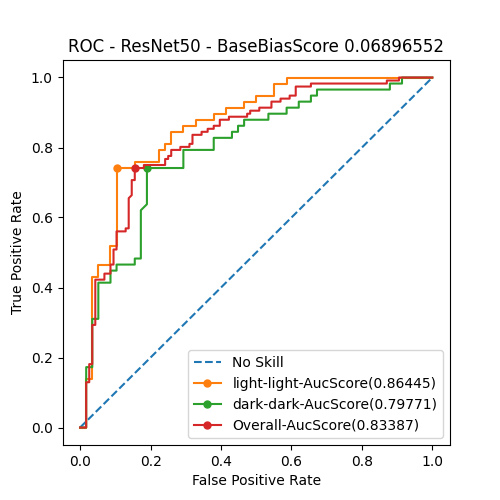 ROC - ResNet50 - BaseBiasScore 0.06896552
True Positive Rate
1.0
0.8
0.6
0.4
0.2
0.0
No Skill
light-light-AucScore(0.86445)
dark-dark-AucScore(0.79771)
Overall-AucScore(0.83387)
0.0 0.2 0.4 0.6 0.8 1.0
False Positive Rate